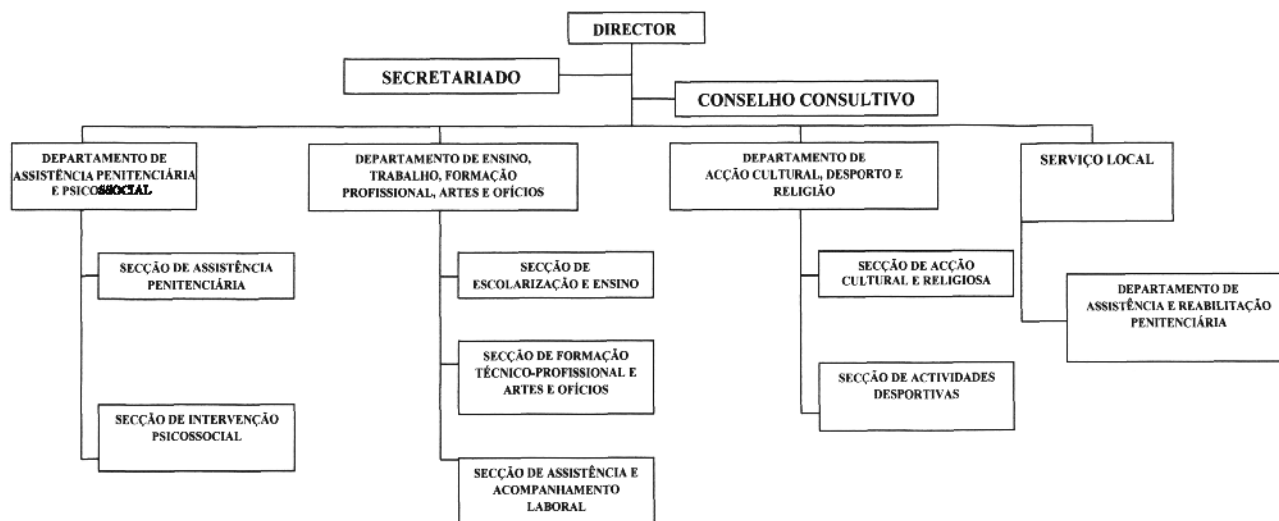 DIRECTOR
SECRETARIADO
CONSELHO CONSULTIVO
DEPARTAMENTO DE
ASSISTÊNCIA PENITENCIÁRIA
E PSICOSSOCIAL
DEPARTAMENTO DE ENSINO,
TRABALHO, FORMAÇÃO
PROFISSIONAL, ARTES E OFÍCIOS
DEPARTAMENTO DE
ACÇÃO CULTURAL, DESPORTO E
RELIGIÃO
SERVIÇO LOCAL
SECÇÃO DE ASSISTÊNCIA
PENITENCIÁRIA
SECÇÃO DE INTERVENÇÃO
PSICOSSOCIAL
SECÇÃO DE
ESCOLARIZAÇÃO E ENSINO
SECÇÃO DE FORMAÇÃO
TÉCNICO-PROFISSIONAL E
ARTES E OFÍCIOS
SECÇÃO DE ASSISTÊNCIA E
ACOMPANHAMENTO
LABORAL
SECÇÃO DE ACÇÃO
CULTURAL E RELIGIOSA
SECÇÃO DE ACTIVIDADES
DESPORTIVAS
DEPARTAMENTO DE
ASSISTÊNCIA E REABILITAÇÃO
PENITENCIÁRIA